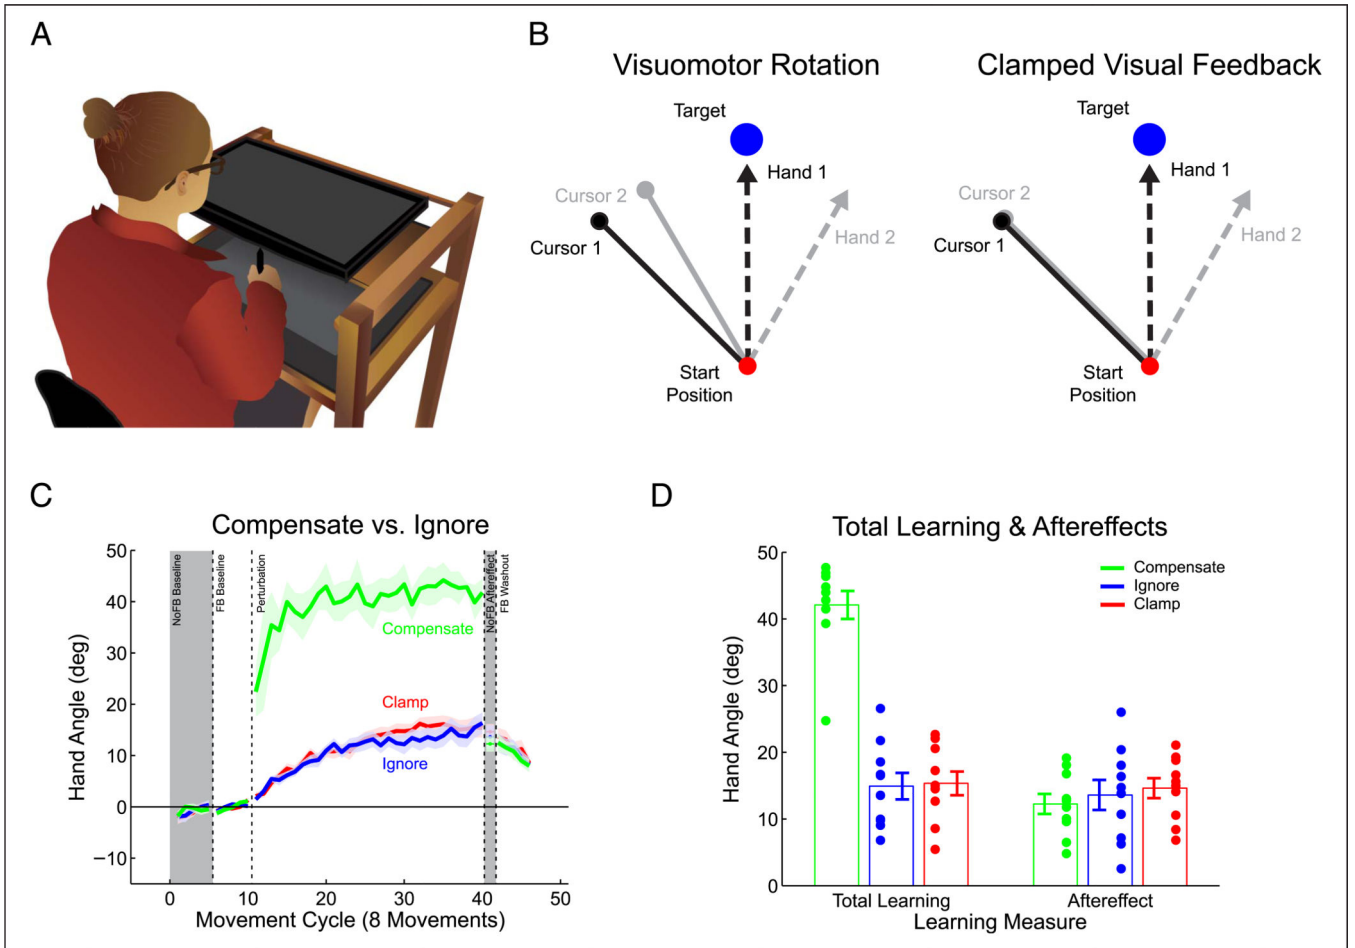 A
B
Visuomotor Rotation
Clamped Visual Feedback
Target
Hand 1
Cursor 2
Cursor 1
Hand 2
Start
Position
Target
Hand 1
Cursor 2
Cursor 1
Hand 2
Start
Position
C
Compensate vs. Ignore
Hand Angle (deg)
50
40
30
20
10
0
−10
NoFB Baseline
FB Baseline
Perturbation
NoFB Aftereffect
FB Washout
Compensate
Clamp
Ignore
0
10
20
30
40
50
Movement Cycle (8 Movements)
D
Total Learning & Aftereffects
Hand Angle (deg)
50
40
30
20
10
0
Compensate
Ignore
Clamp
Total Learning
Aftereffect
Learning Measure